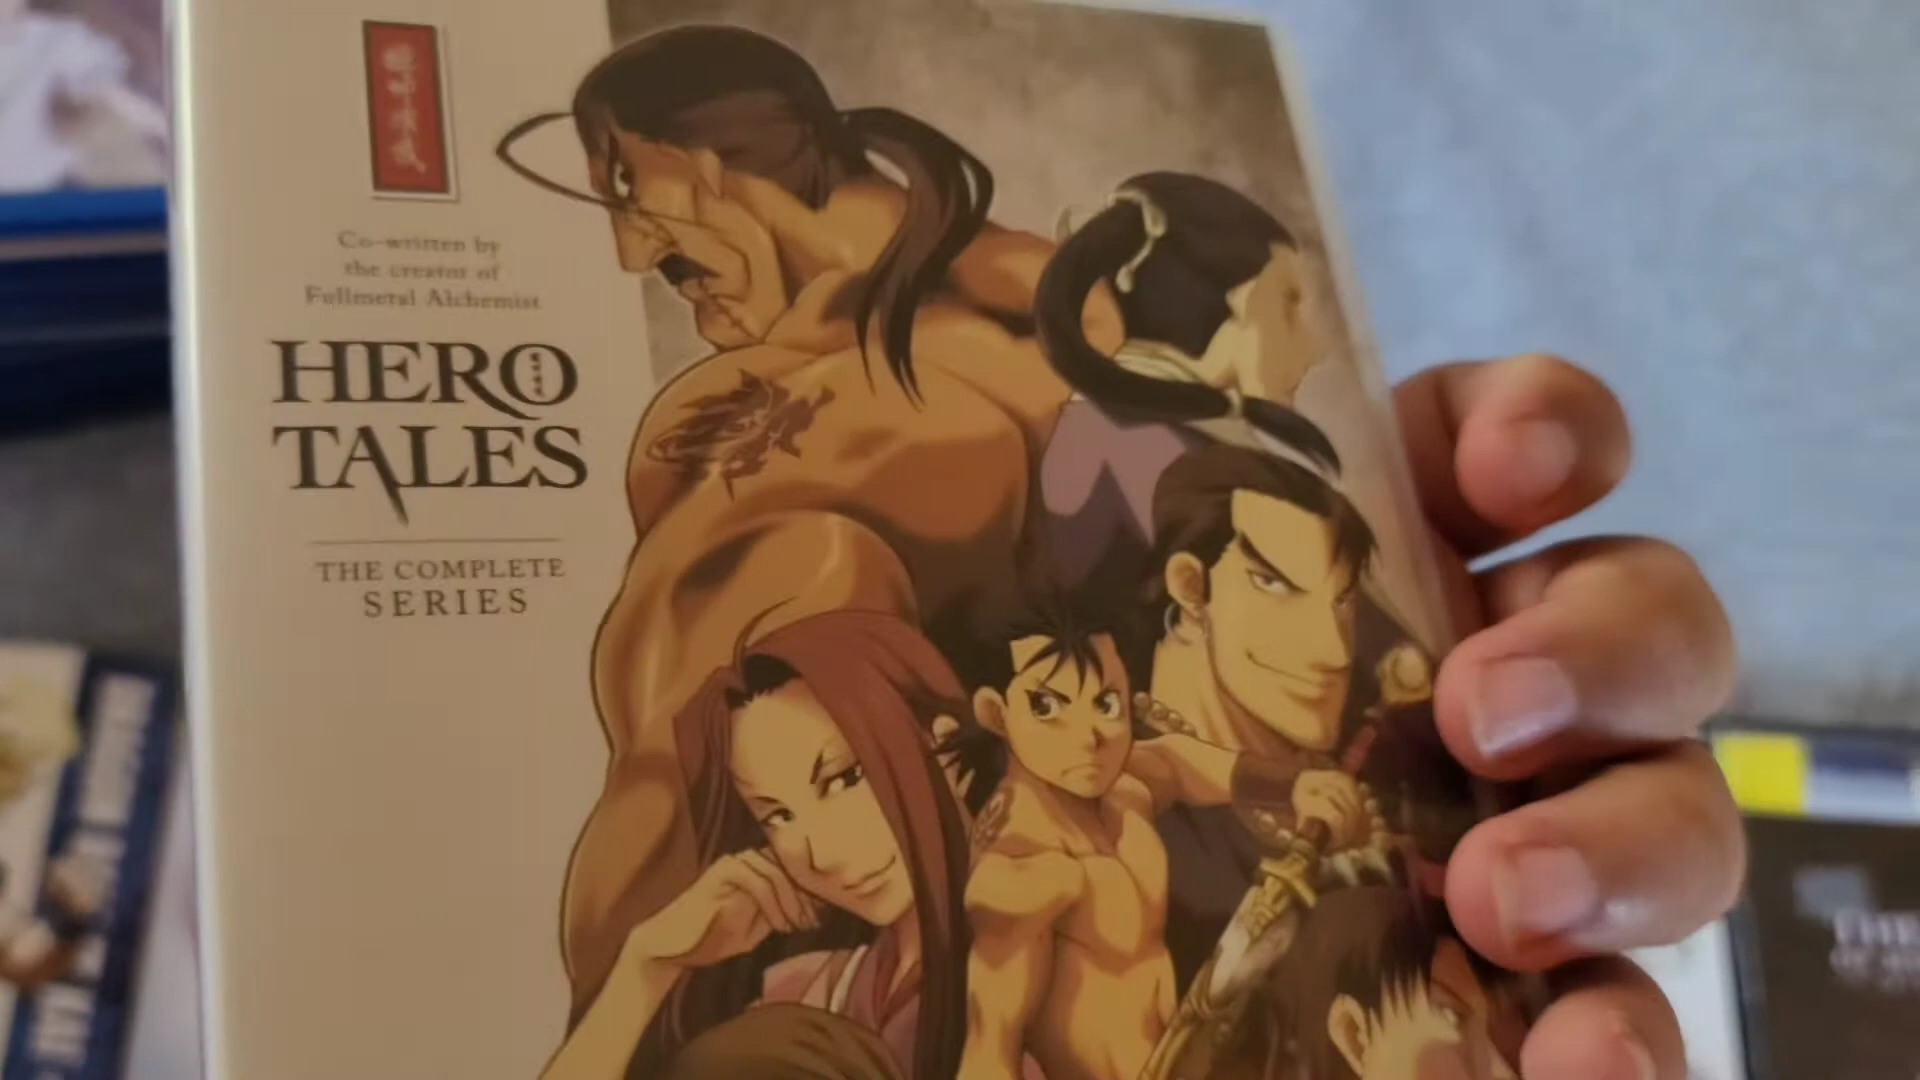 Co-written by
the creator of
Fullmetal Alchemist
HERO
TALES
THE COMPLETE
SERIES